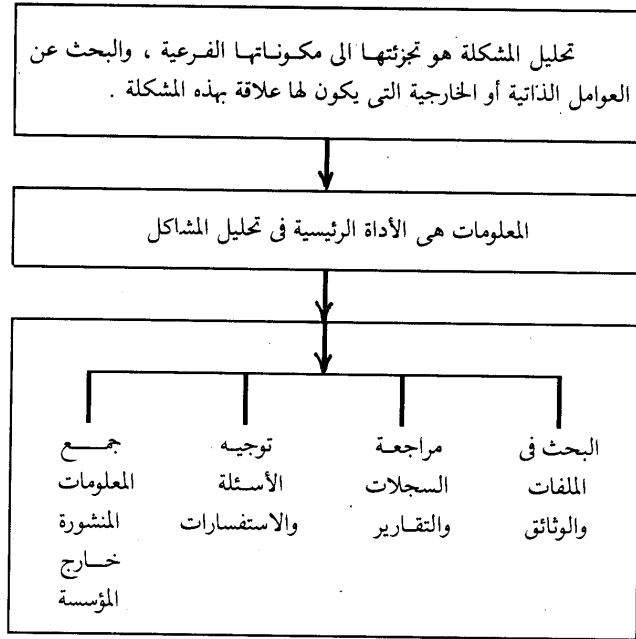 تحليل المشكلة هو تجزئتها الى مكوناتها الفرعية ، والبحث عن
العوامل الذاتية أو الخارجية التى يكون لها علاقة بهذه المشكلة .
المعلومات هى الأداة الرئيسية فى تحليل المشاكل
البحث فى
الملفات
والوثائق
مراجعة
السجلات
والتقارير
توجيه
الأسئلة
والاستفسارات
جمع
المعلومات
المنشورة
خارج
المؤسسة